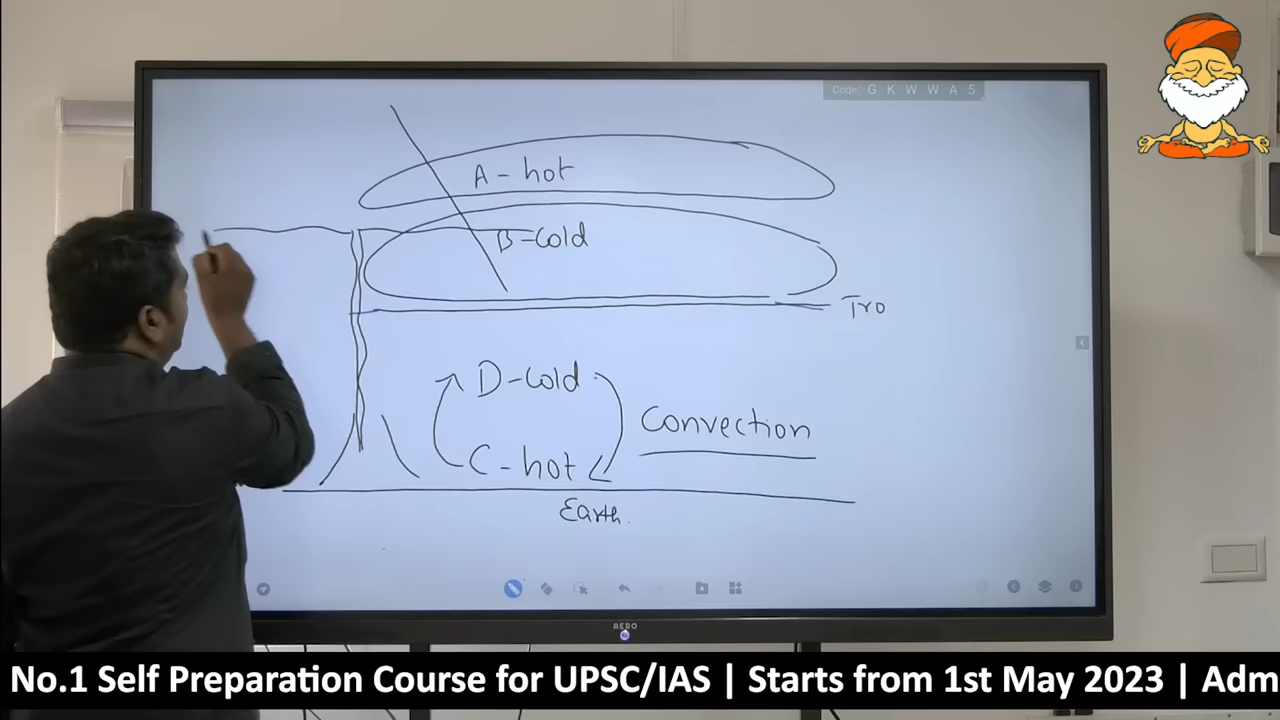 Code: G K W W A 5
A - hot
B - cold
Tro
D - cold
Convection
C - hot
Earth.
AERO
No.1 Self Preparation Course for UPSC/IAS | Starts from 1st May 2023 | Adm